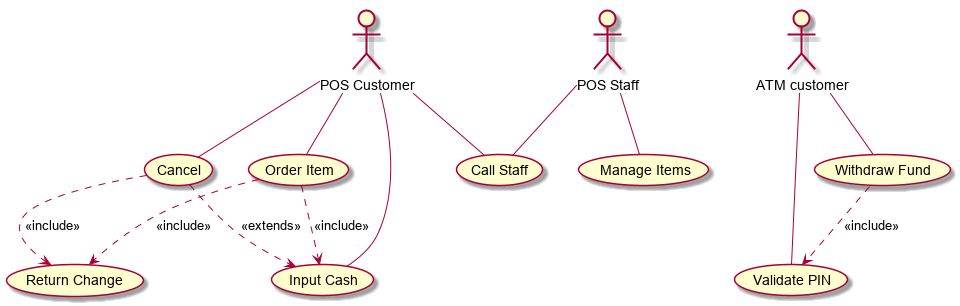 POS Customer
POS Staff
ATM customer
Cancel
Order Item
Call Staff
Manage Items
Withdraw Fund
«include»
«include»
«extends»
«include»
«include»
Return Change
Input Cash
Validate PIN